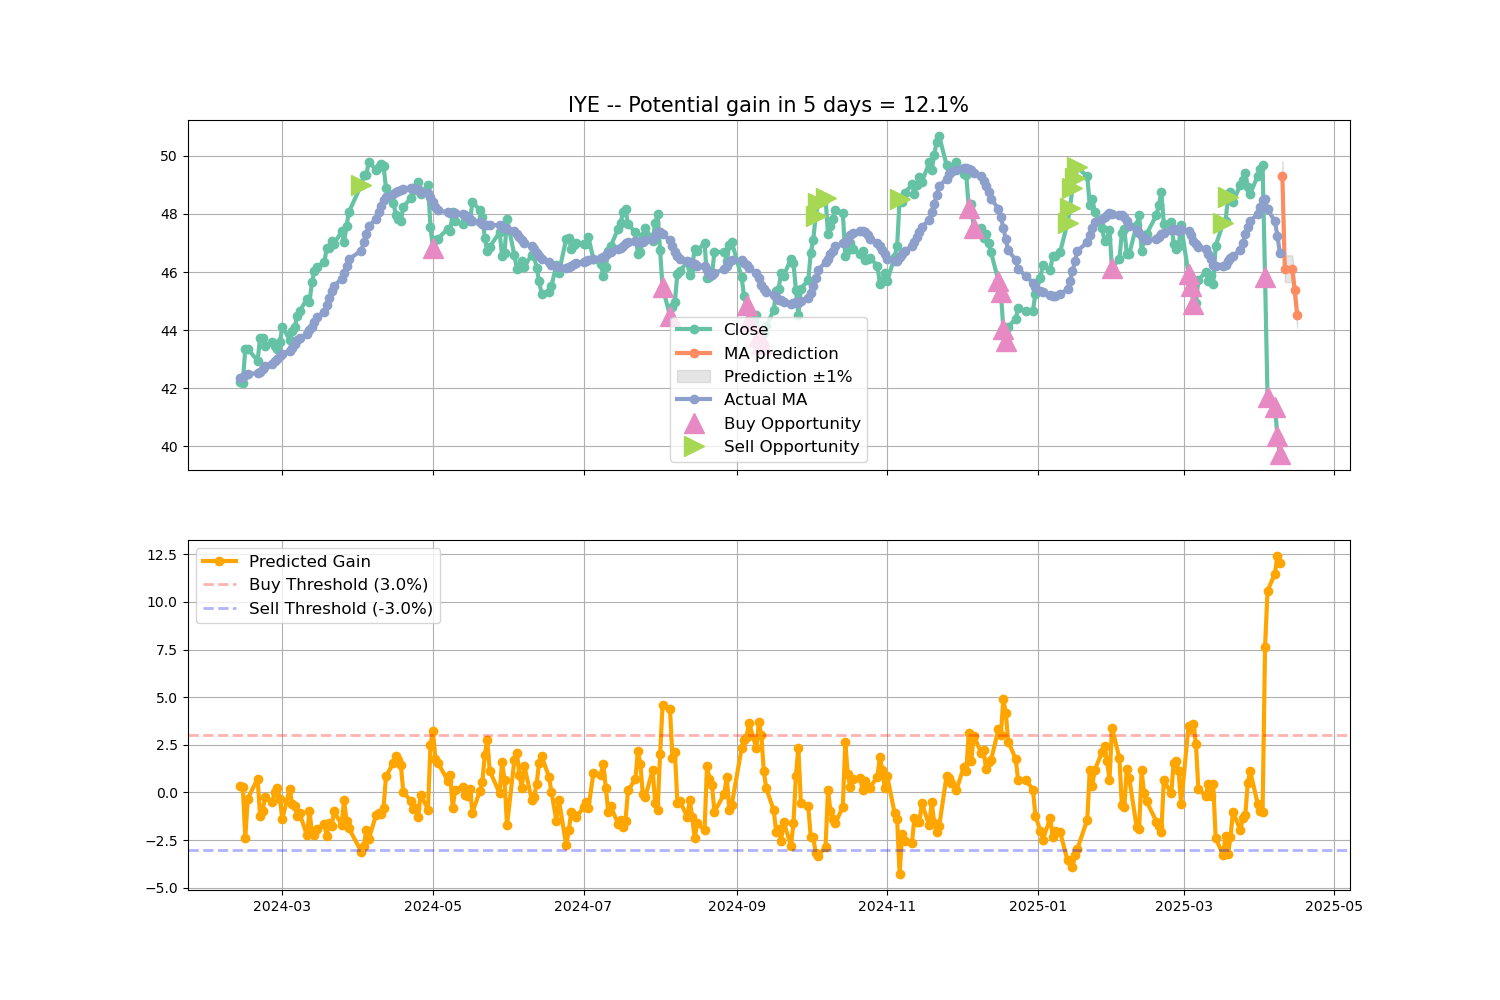 IYE -- Potential gain in 5 days = 12.1%
50
48
46
44
42
40
Close
MA prediction
Prediction ±1%
Actual MA
Buy Opportunity
Sell Opportunity
12.5
10.0
7.5
5.0
2.5
0.0
−2.5
−5.0
Predicted Gain
Buy Threshold (3.0%)
Sell Threshold (-3.0%)
2024-03
2024-05
2024-07
2024-09
2024-11
2025-01
2025-03
2025-05